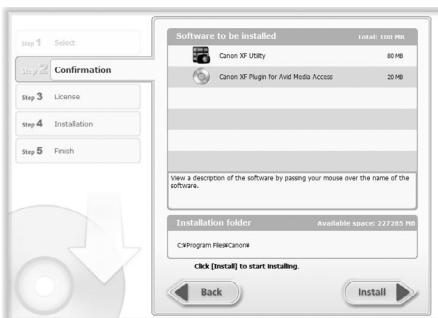 Step 1 Select
Step 2 Confirmation
Step 3 License
Step 4 Installation
Step 5 Finish
Software to be installed Total: 100 MB
Canon XF Utility 80 MB
Canon XF Plugin for Avid Media Access 20 MB
View a description of the software by passing your mouse over the name of the
software.
Installation folder Available space: 227285 MB
C:¥Program Files¥Canon¥
Click [Install] to start installing.
Back Install